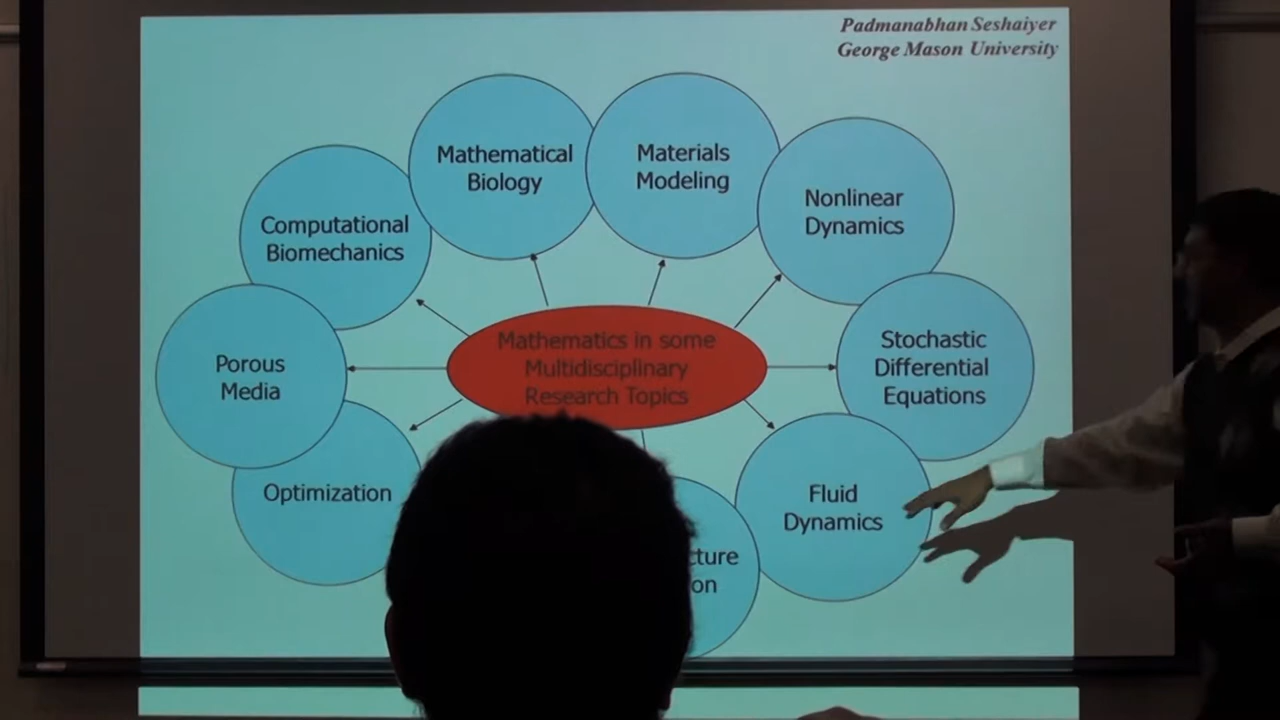 Padmanabhan Seshaiyer
George Mason University
Mathematical
Biology
Materials
Modeling
Nonlinear
Dynamics
Computational
Biomechanics
Stochastic
Differential
Equations
Mathematics in some
Multidisciplinary
Research Topics
Porous
Media
Optimization
Fluid
Dynamics